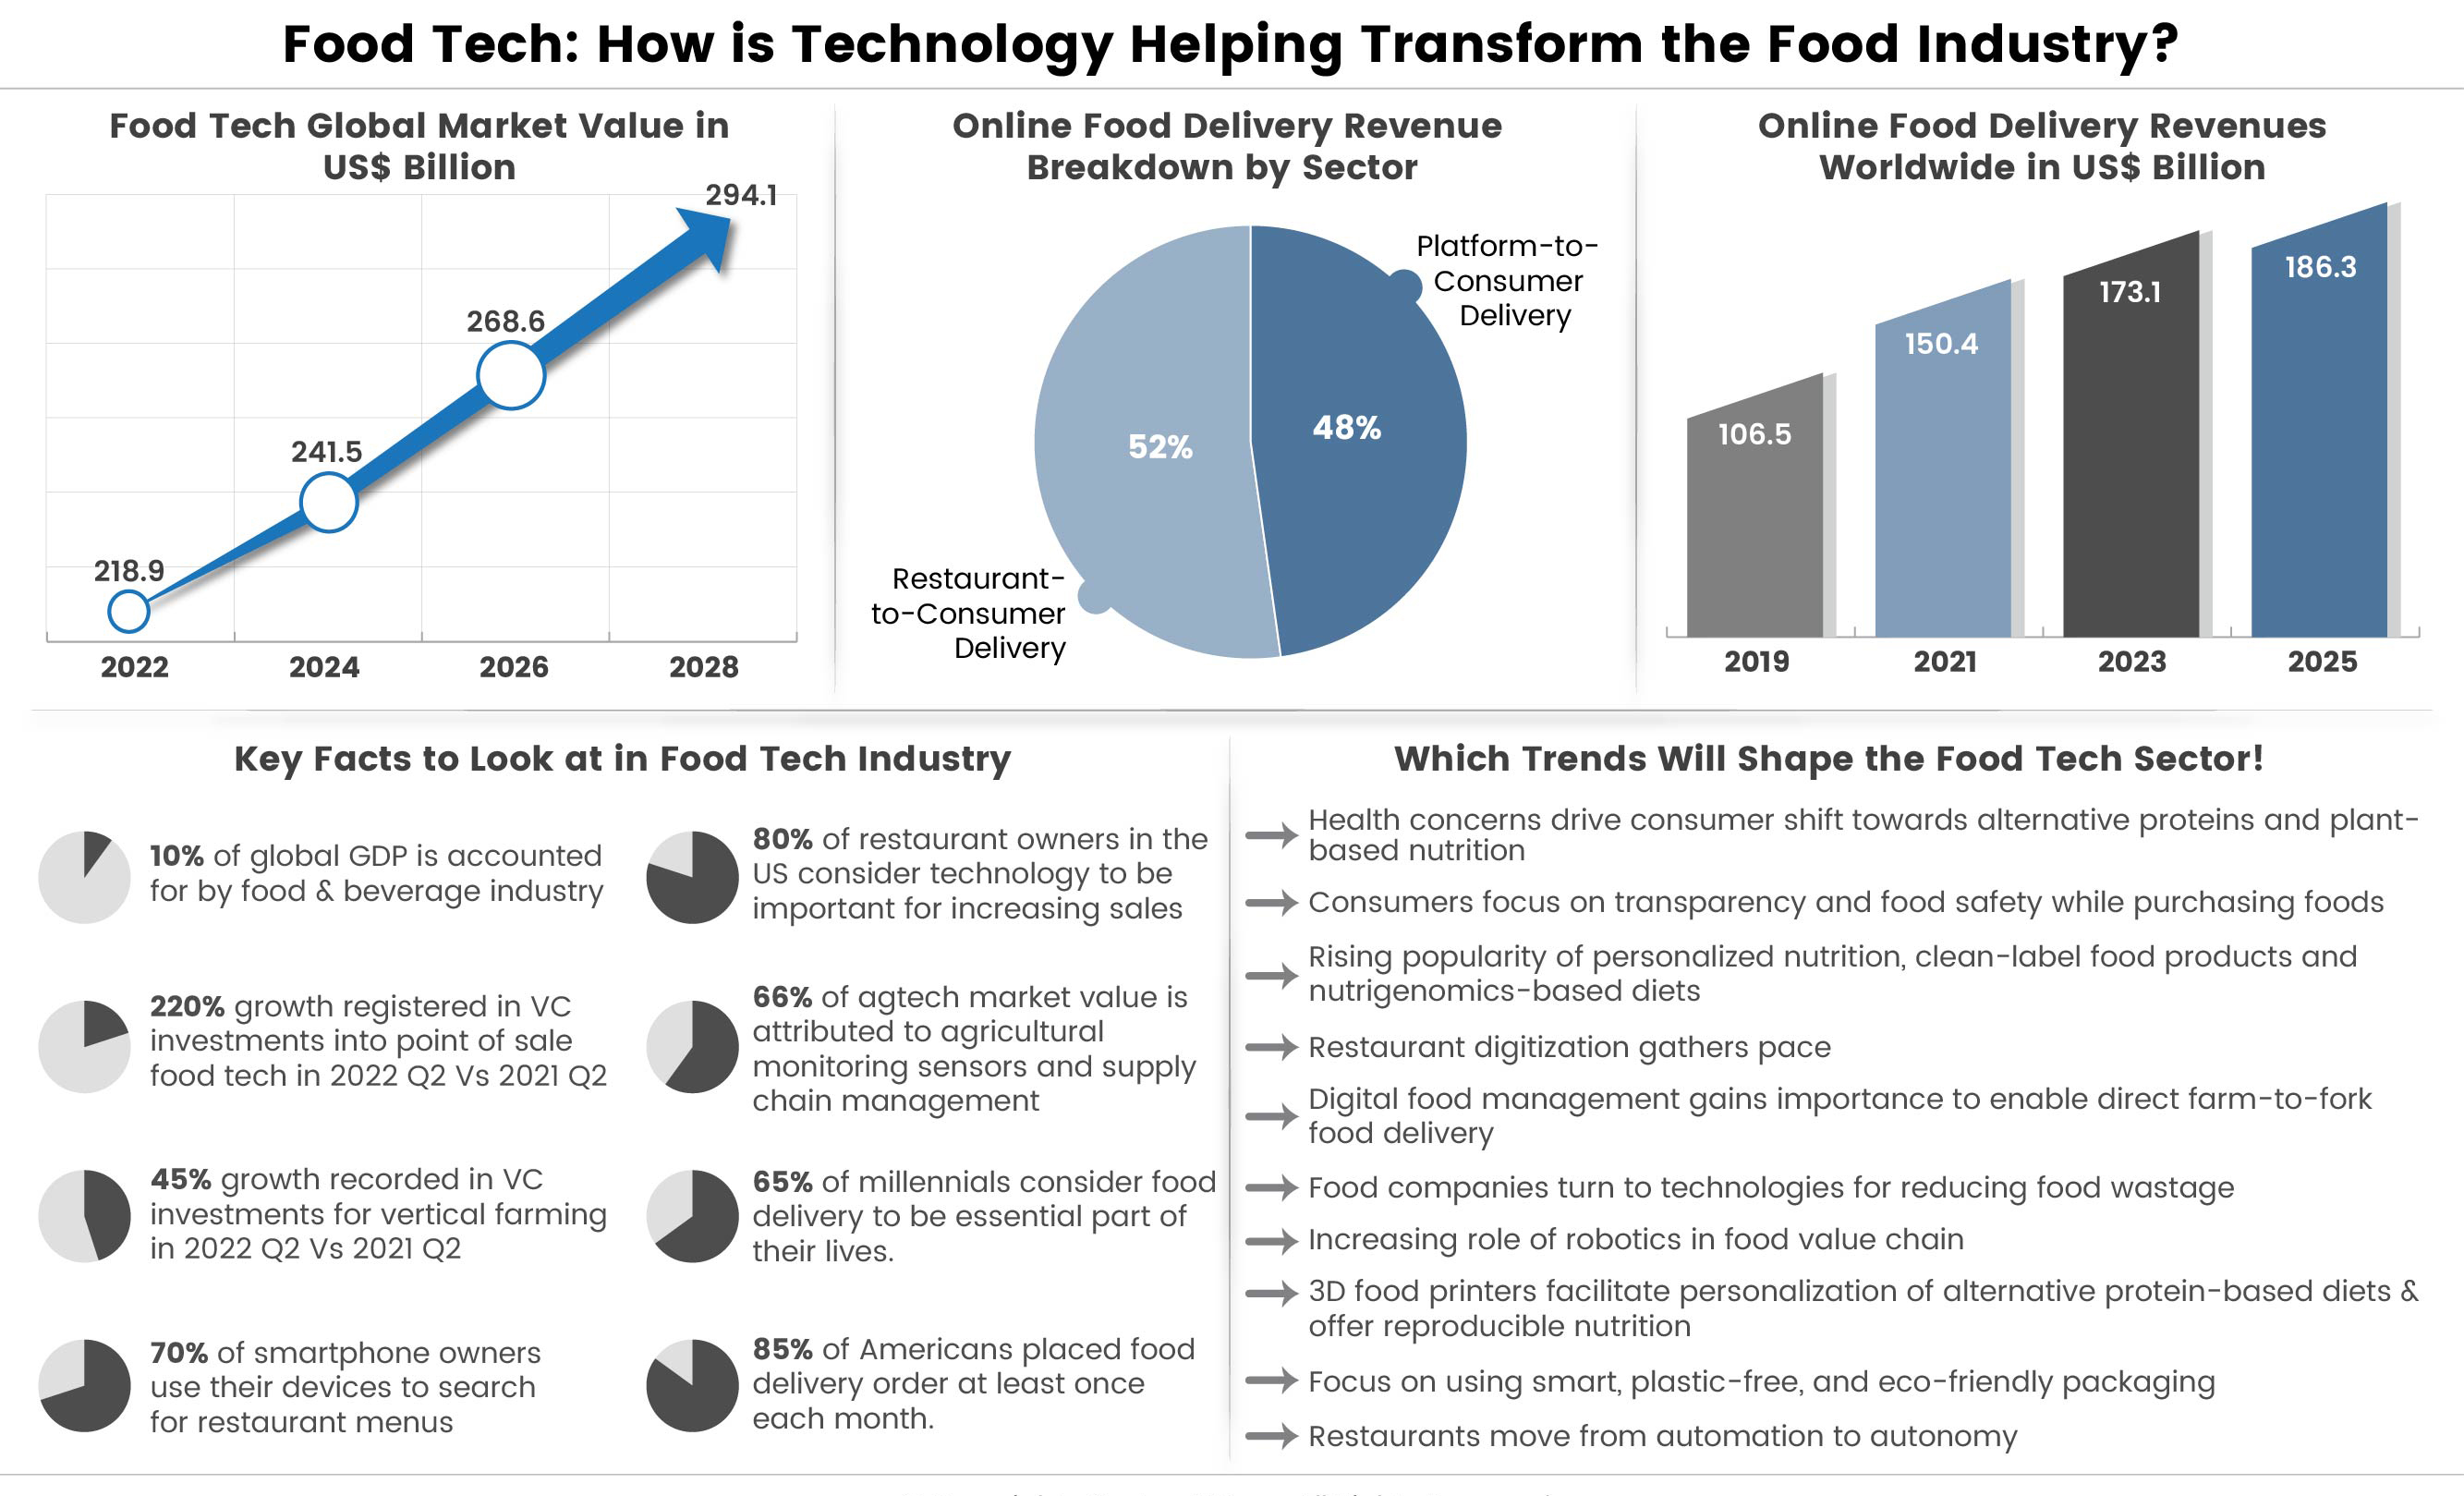 Food Tech: How is Technology Helping Transform the Food Industry?
Food Tech Global Market Value in
US$ Billion
294.1
268.6
241.5
218.9
2022
2024
2026
2028
Online Food Delivery Revenue
Breakdown by Sector
Platform-to-
Consumer
Delivery
48%
52%
Restaurant-
to-Consumer
Delivery
Online Food Delivery Revenues
Worldwide in US$ Billion
106.5
150.4
173.1
186.3
2019
2021
2023
2025
Key Facts to Look at in Food Tech Industry
10% of global GDP is accounted
for by food & beverage industry
220% growth registered in VC
investments into point of sale
food tech in 2022 Q2 Vs 2021 Q2
45% growth recorded in VC
investments for vertical farming
in 2022 Q2 Vs 2021 Q2
70% of smartphone owners
use their devices to search
for restaurant menus
80% of restaurant owners in the
US consider technology to be
important for increasing sales
66% of agtech market value is
attributed to agricultural
monitoring sensors and supply
chain management
65% of millennials consider food
delivery to be essential part of
their lives.
85% of Americans placed food
delivery order at least once
each month.
Which Trends Will Shape the Food Tech Sector!
Health concerns drive consumer shift towards alternative proteins and plant-
based nutrition
Consumers focus on transparency and food safety while purchasing foods
Rising popularity of personalized nutrition, clean-label food products and
nutrigenomics-based diets
Restaurant digitization gathers pace
Digital food management gains importance to enable direct farm-to-fork
food delivery
Food companies turn to technologies for reducing food wastage
Increasing role of robotics in food value chain
3D food printers facilitate personalization of alternative protein-based diets &
offer reproducible nutrition
Focus on using smart, plastic-free, and eco-friendly packaging
Restaurants move from automation to autonomy